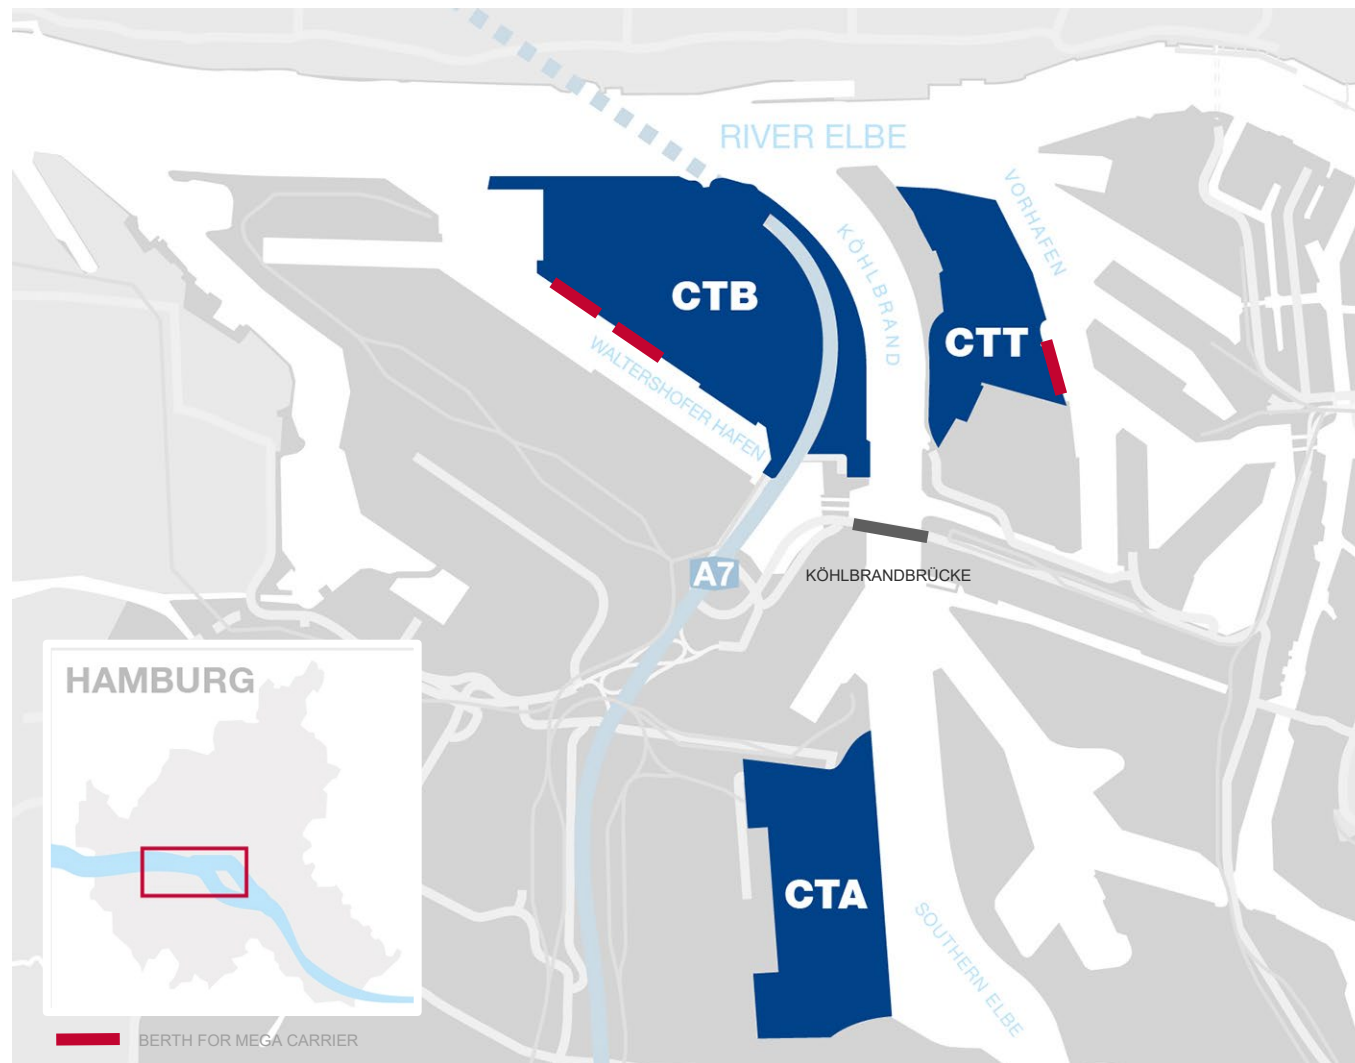 RIVER ELBE
VORHAFEN
KÖHLBRAND
CTB
CTT
WALTERSHOFER HAFEN
A7
KÖHLBRANDBRÜCKE
HAMBURG
CTA
SOUTHERN ELBE
BERTH FOR MEGA CARRIER